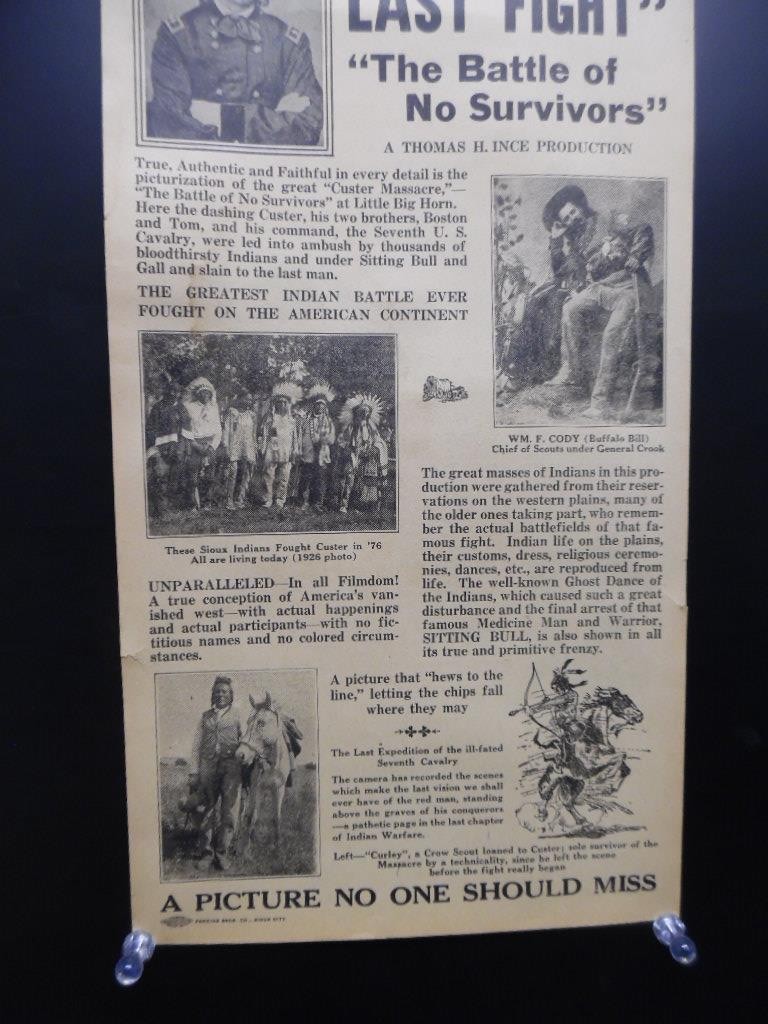 LAST FIGHT"
"The Battle of
No Survivors"
A THOMAS H. INCE PRODUCTION
True, Authentic and Faithful in every detail is the
picturization of the great "Custer Massacre,"—
"The Battle of No Survivors" at Little Big Horn.
Here the dashing Custer, his two brothers, Boston
and Tom, and his command, the Seventh U. S.
Cavalry, were led into ambush by thousands of
bloodthirsty Indians and under Sitting Bull and
Gall and slain to the last man.
THE GREATEST INDIAN BATTLE EVER
FOUGHT ON THE AMERICAN CONTINENT
WM. F. CODY (Buffalo Bill)
Chief of Scouts under General Crook
These Sioux Indians Fought Custer in '76
All are living today (1926 photo)
UNPARALLELED—In all Filmdom!
A true conception of America's van-
ished west—with actual happenings
and actual participants—with no fic-
titious names and no colored circum-
stances.
The great masses of Indians in this pro-
duction were gathered from their reser-
vations on the western plains, many of
the older ones taking part, who remem-
ber the actual battlefields of that fa-
mous fight. Indian life on the plains,
their customs, dress, religious ceremo-
nies, dances, etc., are reproduced from
life. The well-known Ghost Dance of
the Indians, which caused such a great
disturbance and the final arrest of that
famous Medicine Man and Warrior,
SITTING BULL, is also shown in all
its true and primitive frenzy.
A picture that "hews to the
line," letting the chips fall
where they may
The Last Expedition of the ill-fated
Seventh Cavalry
The camera has recorded the scenes
which make the last vision we shall
ever have of the red man, standing
above the graves of his conquerors
—a pathetic page in the last chapter
of Indian Warfare.
Left—"Curley", a Crow Scout loaned to Custer; sole survivor of the
Massacre by a technicality, since he left the scene
before the fight really began
A PICTURE NO ONE SHOULD MISS
BROS. CO., SIOUX CITY